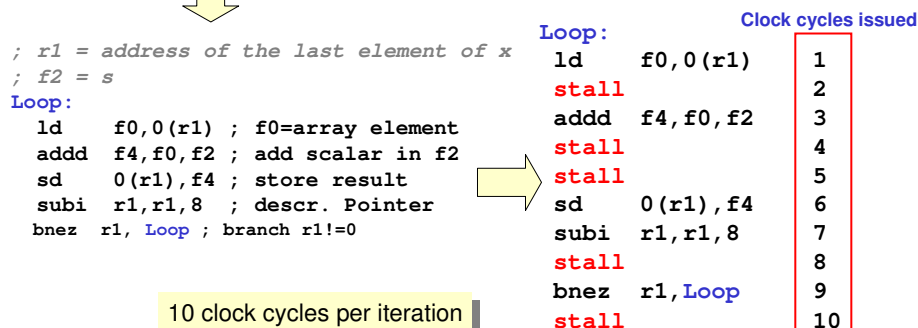 ; r1 = address of the last element of x
; f2 = s
Loop:
ld f0,0(r1) ; f0=array element
addd f4,f0,f2 ; add scalar in f2
sd 0(r1),f4 ; store result
subi r1,r1,8 ; descr. Pointer
bnez r1, Loop ; branch r1!=0
10 clock cycles per iteration
Clock cycles issued
Loop:
ld f0,0(r1) 1
stall 2
addd f4,f0,f2 3
stall 4
stall 5
sd 0(r1),f4 6
subi r1,r1,8 7
stall 8
bnez r1,Loop 9
stall 10